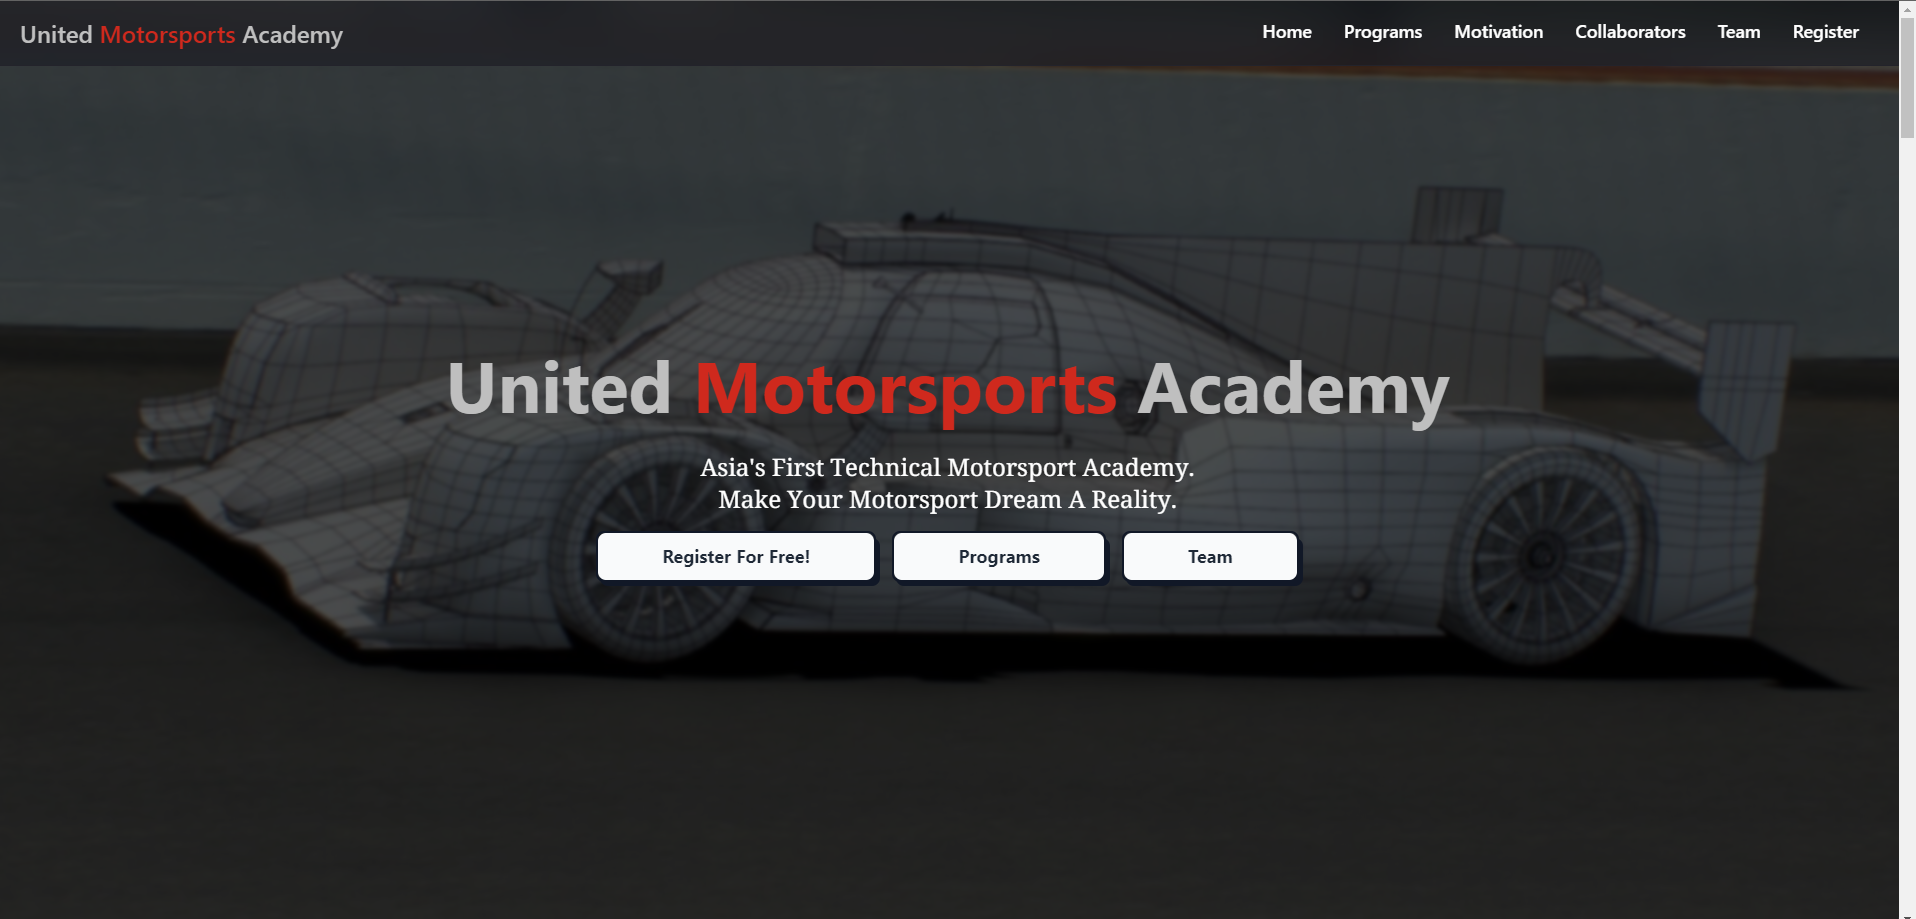 United Motorsports Academy
Home Programs Motivation Collaborators Team Register
United Motorsports Academy
Asia's First Technical Motorsport Academy.
Make Your Motorsport Dream A Reality.
Register For Free! Programs Team